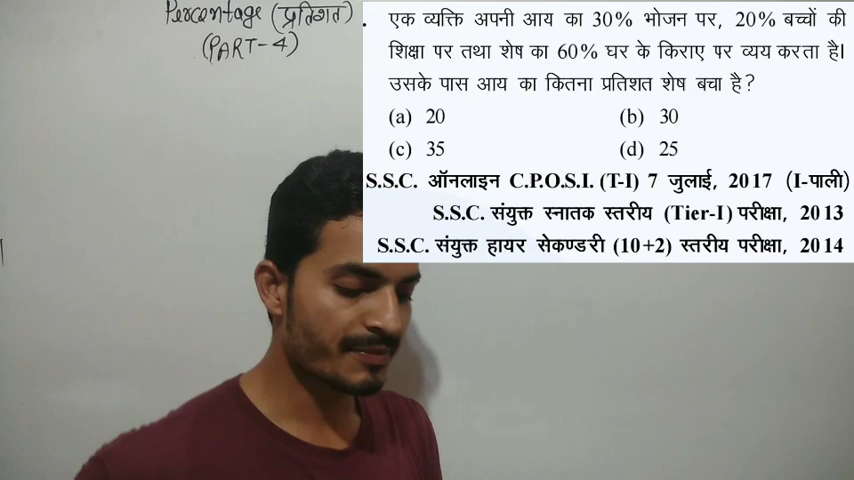 Percentage (प्रतिशत)
(PART-4)
एक व्यक्ति अपनी आय का 30% भोजन पर, 20% बच्चों की
शिक्षा पर तथा शेष का 60% घर के किराए पर व्यय करता है।
उसके पास आय का कितना प्रतिशत शेष बचा है?
(a) 20 (b) 30
(c) 35 (d) 25
S.S.C. ऑनलाइन C.P.O.S.I. (T-I) 7 जुलाई, 2017 (I-पाली)
S.S.C. संयुक्त स्नातक स्तरीय (Tier-I) परीक्षा, 2013
S.S.C. संयुक्त हायर सेकण्डरी (10+2) स्तरीय परीक्षा, 2014